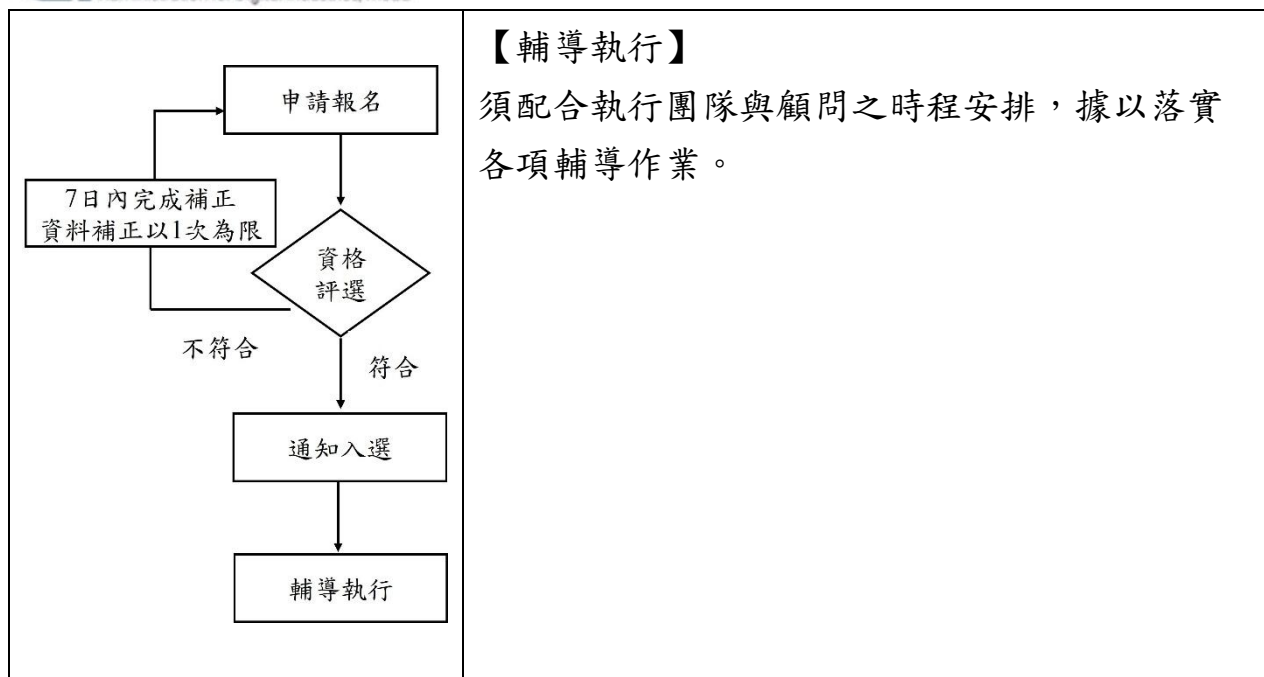 申請報名
7日內完成補正
資料補正以1次為限
資格
評選
不符合
符合
通知入選
輔導執行
【輔導執行】
須配合執行團隊與顧問之時程安排，據以落實
各項輔導作業。